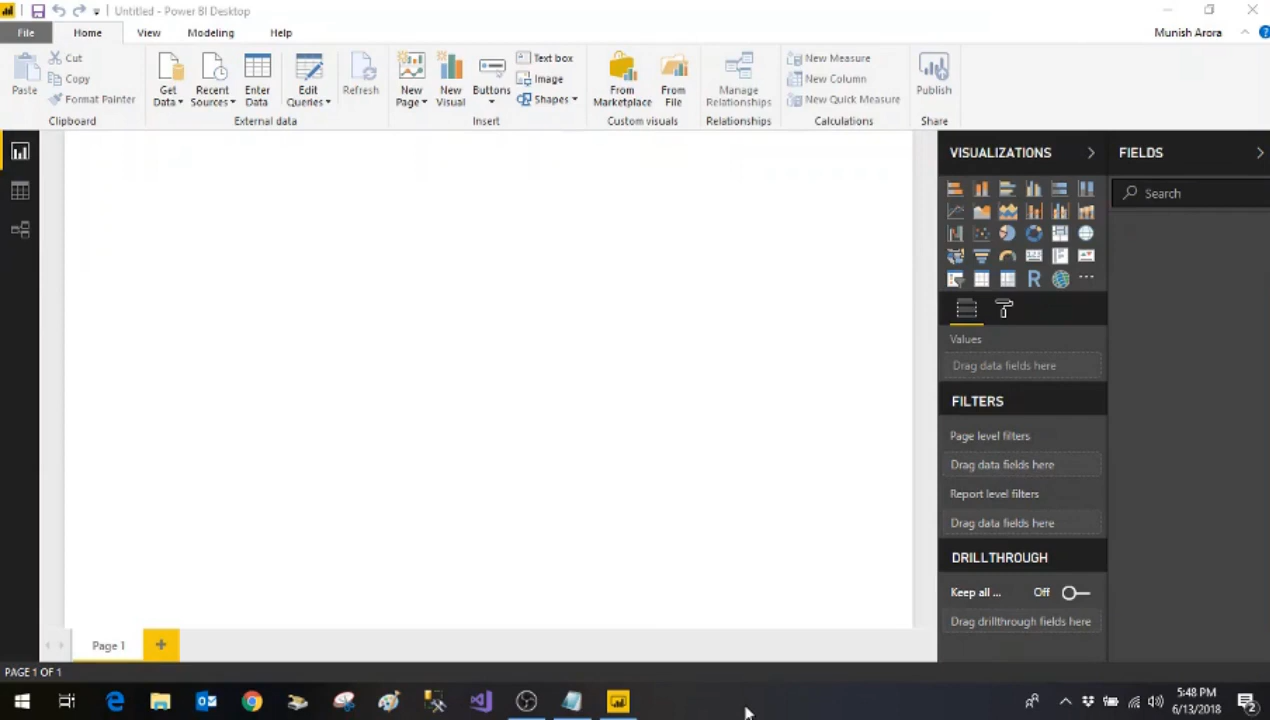 Untitled - Power BI Desktop
File Home View Modeling Help Munish Arora
Paste
Cut
Copy
Format Painter
Clipboard
Get Data
Recent Sources
Enter Data
Edit Queries
Refresh
External data
New Page
New Visual
Buttons
Text box
Image
Shapes
Insert
From Marketplace
From File
Custom visuals
Manage Relationships
Relationships
New Measure
New Column
New Quick Measure
Calculations
Publish
Share
VISUALIZATIONS
R
Values
Drag data fields here
FILTERS
Page level filters
Drag data fields here
Report level filters
Drag data fields here
DRILLTHROUGH
Keep all ... Off
Drag drillthrough fields here
FIELDS
Search
Page 1
PAGE 1 OF 1
5:48 PM
6/13/2018
2